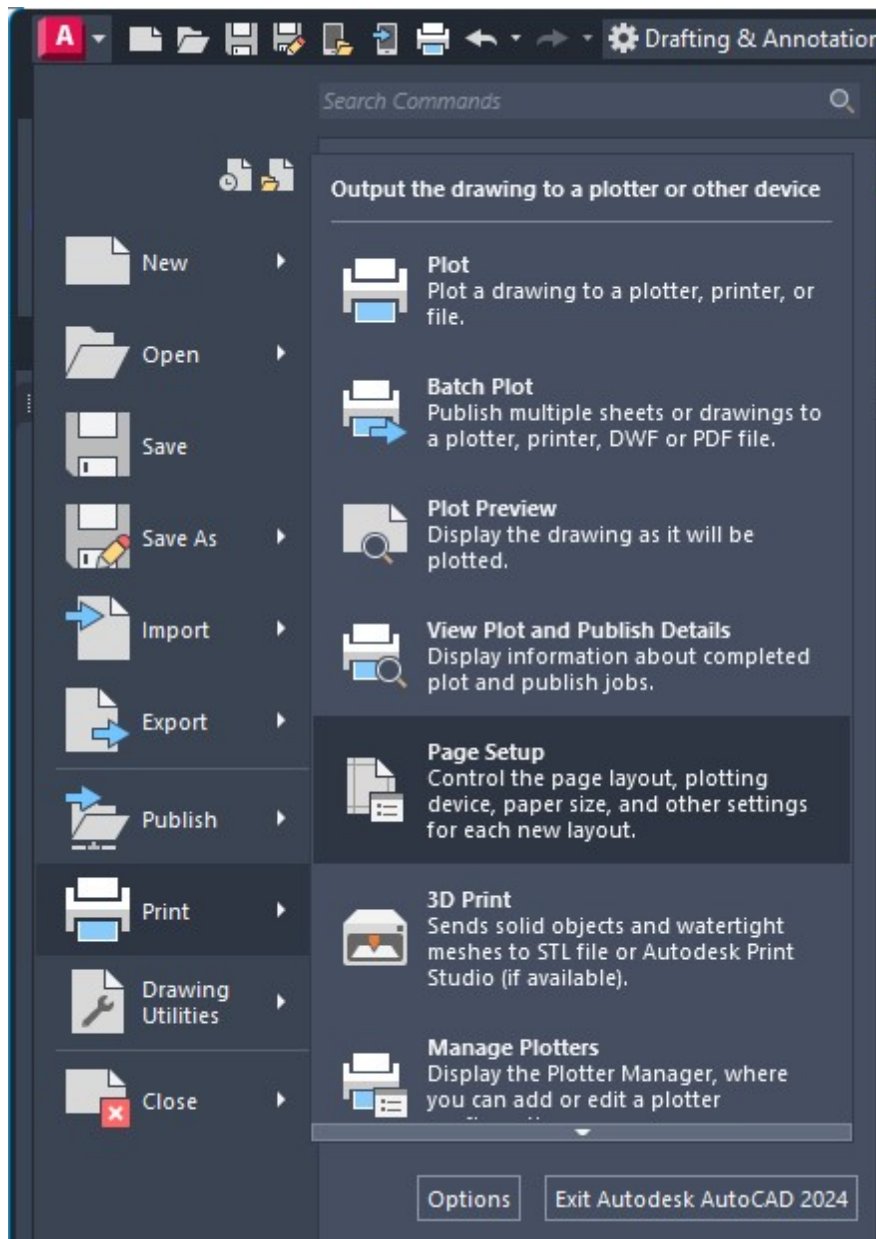 A
Drafting & Annotation
Search Commands
Output the drawing to a plotter or other device
New
Open
Save
Save As
Import
Export
Publish
Print
Drawing
Utilities
Close
Plot
Plot a drawing to a plotter, printer, or
file.
Batch Plot
Publish multiple sheets or drawings to
a plotter, printer, DWF or PDF file.
Plot Preview
Display the drawing as it will be
plotted.
View Plot and Publish Details
Display information about completed
plot and publish jobs.
Page Setup
Control the page layout, plotting
device, paper size, and other settings
for each new layout.
3D Print
Sends solid objects and watertight
meshes to STL file or Autodesk Print
Studio (if available).
Manage Plotters
Display the Plotter Manager, where
you can add or edit a plotter
Options
Exit Autodesk AutoCAD 2024